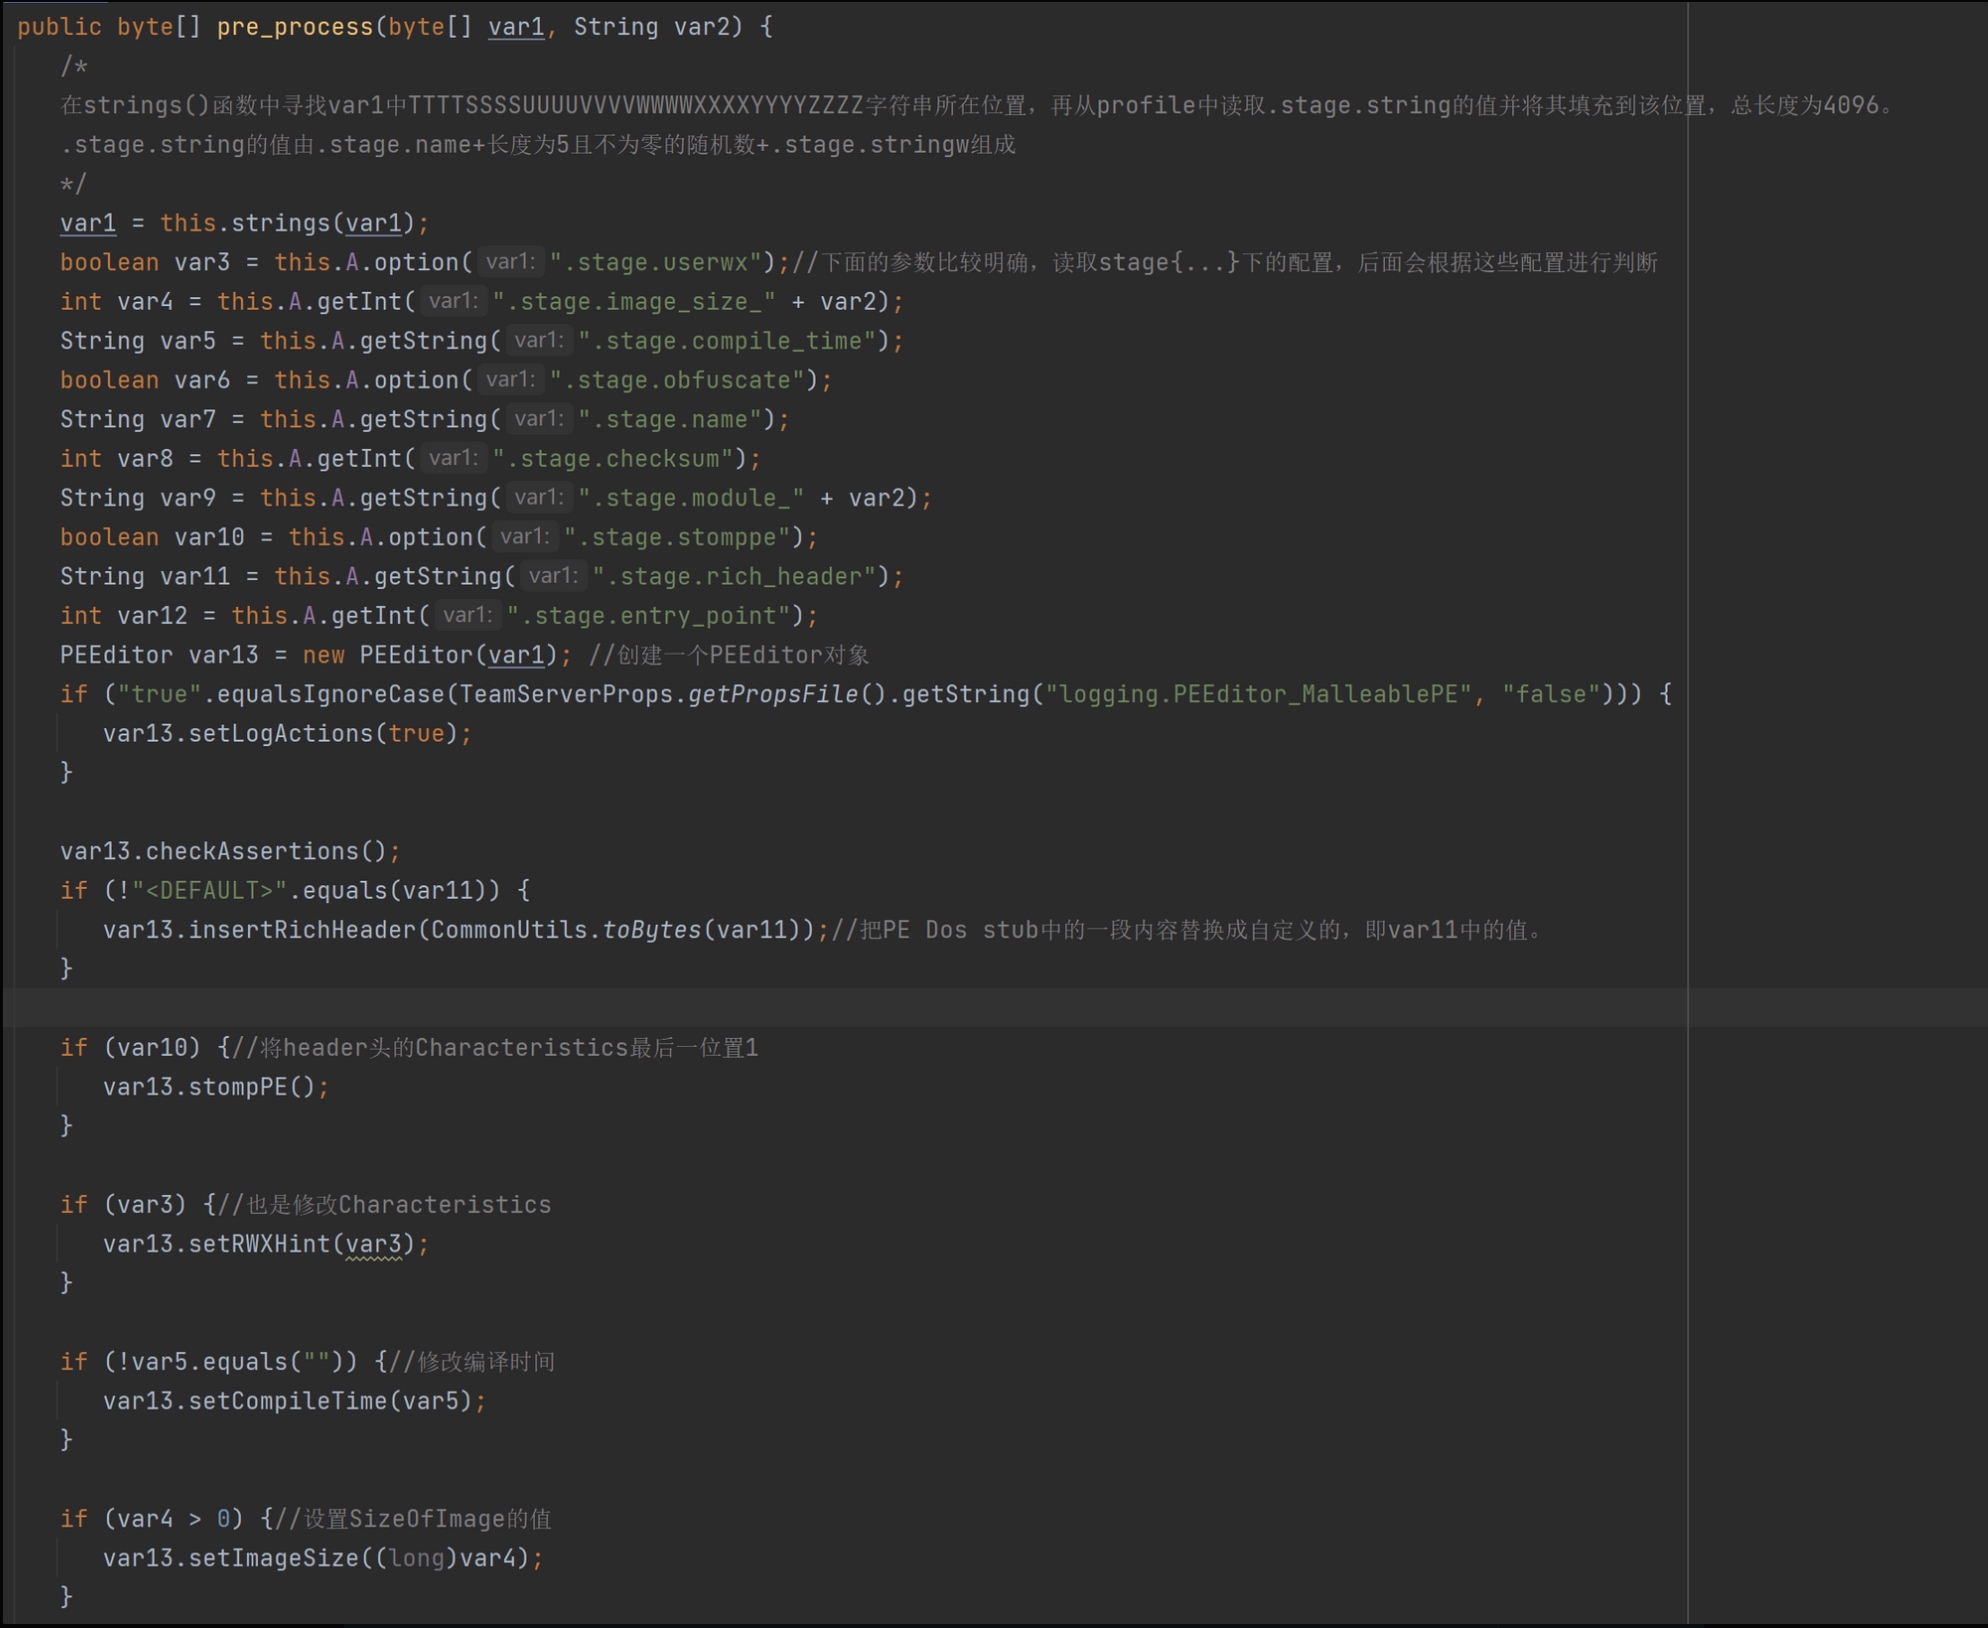 public byte[] pre_process(byte[] var1, String var2) {
/*
在strings()函数中寻找var1中TTTTSSSSUUUUVVVVWWWWXXXXYYYYZZZZ字符串所在位置，再从profile中读取.stage.string的值并将其填充到该位置，总长度为4096。
.stage.string的值由.stage.name+长度为5且不为零的随机数+.stage.stringw组成
*/
var1 = this.strings(var1);
boolean var3 = this.A.option( var1: ".stage.userwx");//下面的参数比较明确，读取stage{...}下的配置，后面会根据这些配置进行判断
int var4 = this.A.getInt( var1: ".stage.image_size_" + var2);
String var5 = this.A.getString( var1: ".stage.compile_time");
boolean var6 = this.A.option( var1: ".stage.obfuscate");
String var7 = this.A.getString( var1: ".stage.name");
int var8 = this.A.getInt( var1: ".stage.checksum");
String var9 = this.A.getString( var1: ".stage.module_" + var2);
boolean var10 = this.A.option( var1: ".stage.stomppe");
String var11 = this.A.getString( var1: ".stage.rich_header");
int var12 = this.A.getInt( var1: ".stage.entry_point");
PEEditor var13 = new PEEditor(var1); //创建一个PEEditor对象
if ("true".equalsIgnoreCase(TeamServerProps.getPropsFile().getString("logging.PEEditor_MalleablePE", "false"))) {
var13.setLogActions(true);
}
var13.checkAssertions();
if (!"<DEFAULT>".equals(var11)) {
var13.insertRichHeader(CommonUtils.toBytes(var11));//把PE Dos stub中的一段内容替换成自定义的，即var11中的值。
}
if (var10) {//将header头的Characteristics最后一位置1
var13.stompPE();
}
if (var3) {//也是修改Characteristics
var13.setRWXHint(var3);
}
if (!var5.equals("")) {//修改编译时间
var13.setCompileTime(var5);
}
if (var4 > 0) {//设置SizeOfImage的值
var13.setImageSize((long)var4);
}